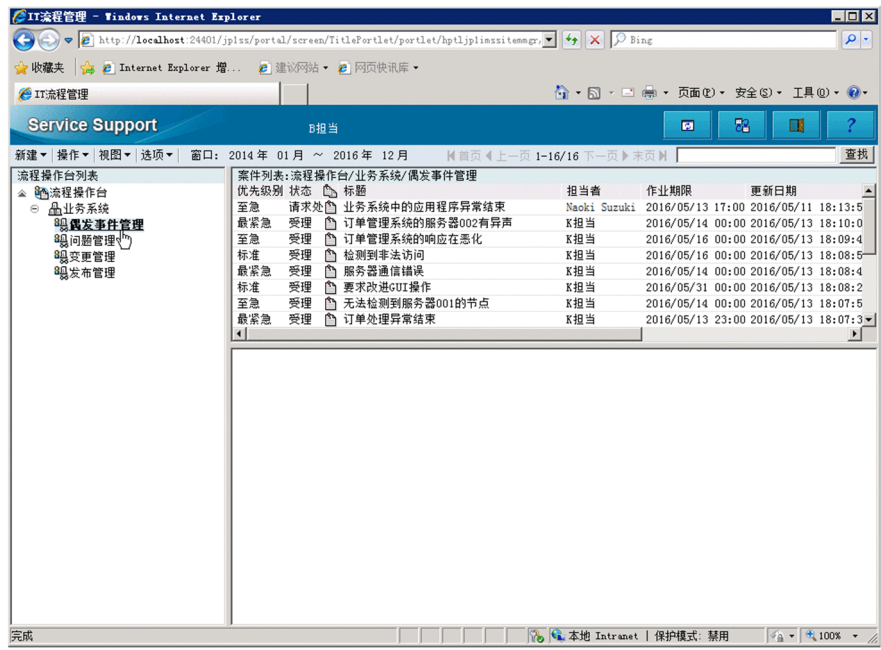 IT流程管理 - Windows Internet Explorer
http://localhost:24401/jp1ss/portal/screen/TitlePortlet/portlet/hptljp1imssitemmgr,
Bing
收藏夹 Internet Explorer 增... 建议网站 网页快讯库
IT流程管理 页面(P) 安全(S) 工具(O)
Service Support B担当
新建 操作 视图 选项 窗口: 2014 年 01 月 ~ 2016 年 12 月 首页 上一页 1-16/16 下一页 末页 查找
流程操作台列表
流程操作台
业务系统
偶发事件管理
问题管理
变更管理
发布管理
案件列表:流程操作台/业务系统/偶发事件管理
优先级别 状态 标题 担当者 作业期限 更新日期
至急 请求处 业务系统中的应用程序异常结束 Naoki Suzuki 2016/05/13 17:00 2016/05/11 18:13:5
最紧急 受理 订单管理系统的服务器002有异声 K担当 2016/05/14 00:00 2016/05/13 18:10:0
至急 受理 订单管理系统的响应在恶化 K担当 2016/05/16 00:00 2016/05/13 18:09:4
标准 受理 检测到非法访问 K担当 2016/05/16 00:00 2016/05/13 18:08:5
最紧急 受理 服务器通信错误 K担当 2016/05/14 00:00 2016/05/13 18:08:4
标准 受理 要求改进GUI操作 K担当 2016/05/31 00:00 2016/05/13 18:08:2
至急 受理 无法检测到服务器001的节点 K担当 2016/05/14 00:00 2016/05/13 18:07:5
最紧急 受理 订单处理异常结束 K担当 2016/05/13 23:00 2016/05/13 18:07:3
完成 本地 Intranet | 保护模式: 禁用 100%